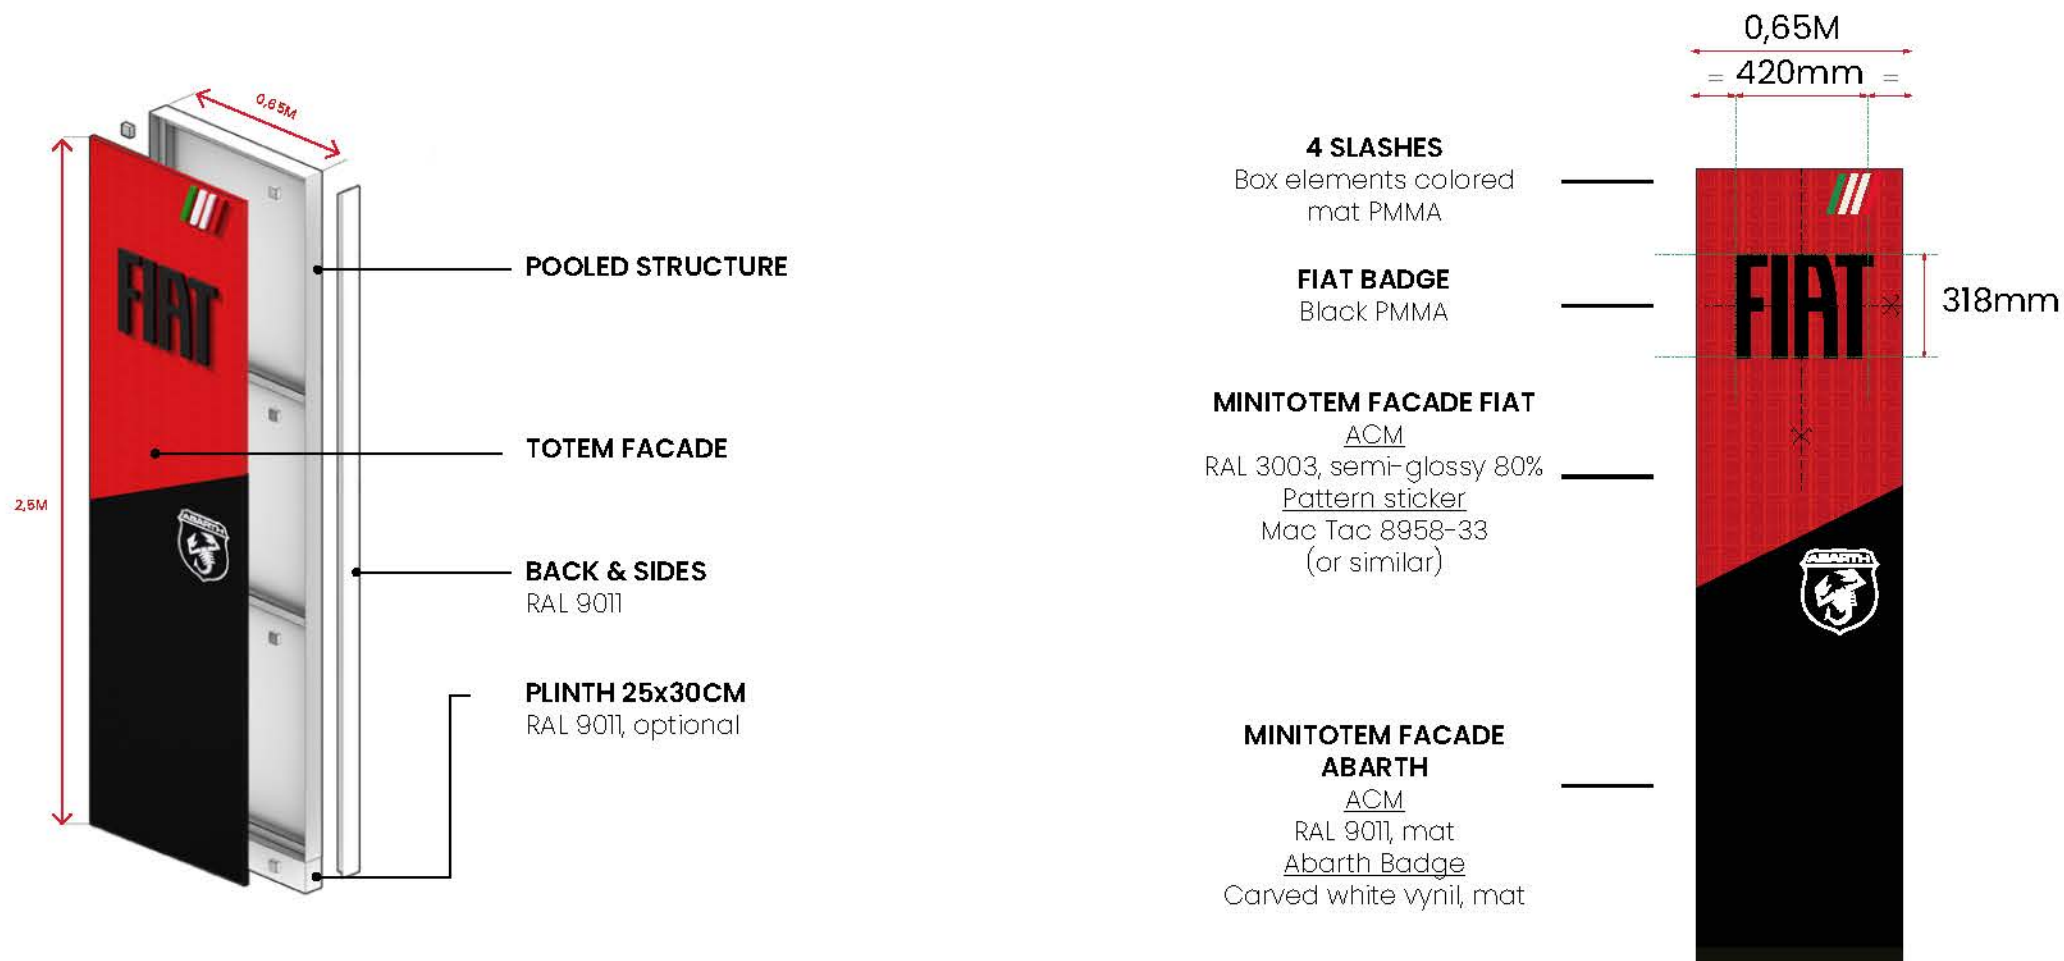 0,65M
2,5M
FIAT
ABARTH
POOLED STRUCTURE
TOTEM FACADE
BACK & SIDES
RAL 9011
PLINTH 25x30CM
RAL 9011, optional
4 SLASHES
Box elements colored
mat PMMA
FIAT BADGE
Black PMMA
MINITOTEM FACADE FIAT
ACM
RAL 3003, semi-glossy 80%
Pattern sticker
Mac Tac 8958-33
(or similar)
MINITOTEM FACADE
ABARTH
ACM
RAL 9011, mat
Abarth Badge
Carved white vynil, mat
0,65M
= 420mm =
FIAT
318mm
ABARTH